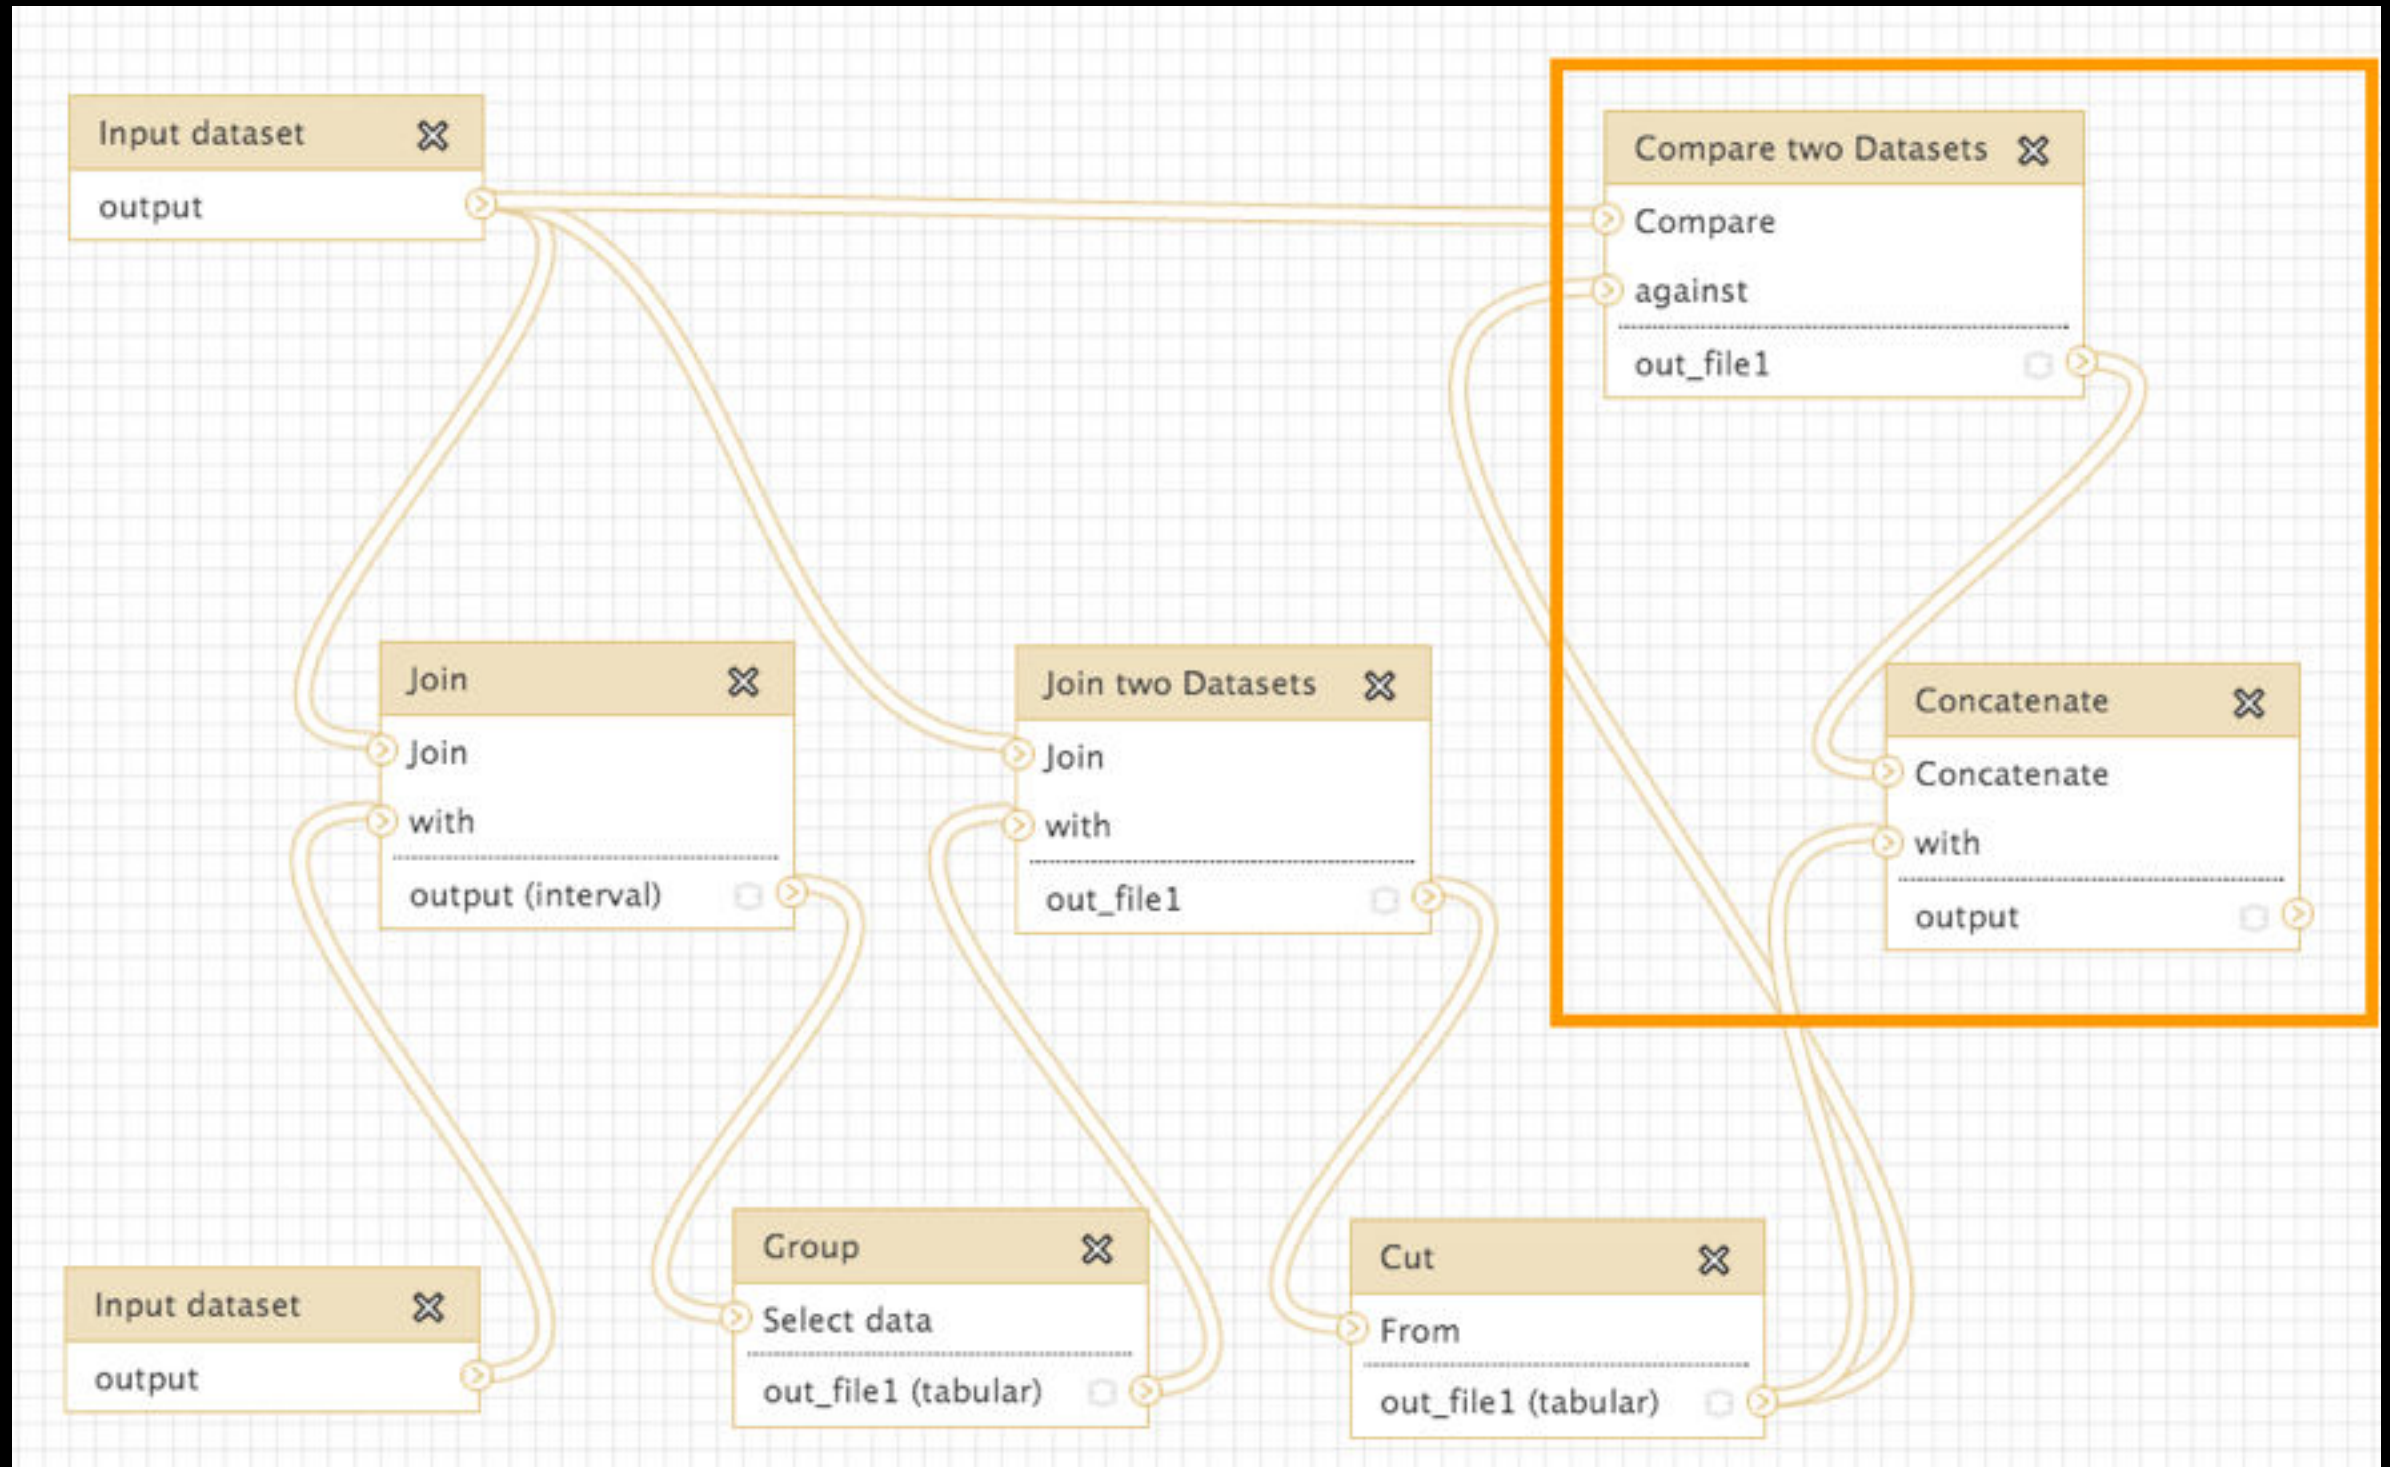 Input dataset
output
Compare two Datasets
Compare
against
out_file1
Join
Join
with
output (interval)
Join two Datasets
Join
with
out_file1
Concatenate
Concatenate
with
output
Input dataset
output
Group
Select data
out_file1 (tabular)
Cut
From
out_file1 (tabular)